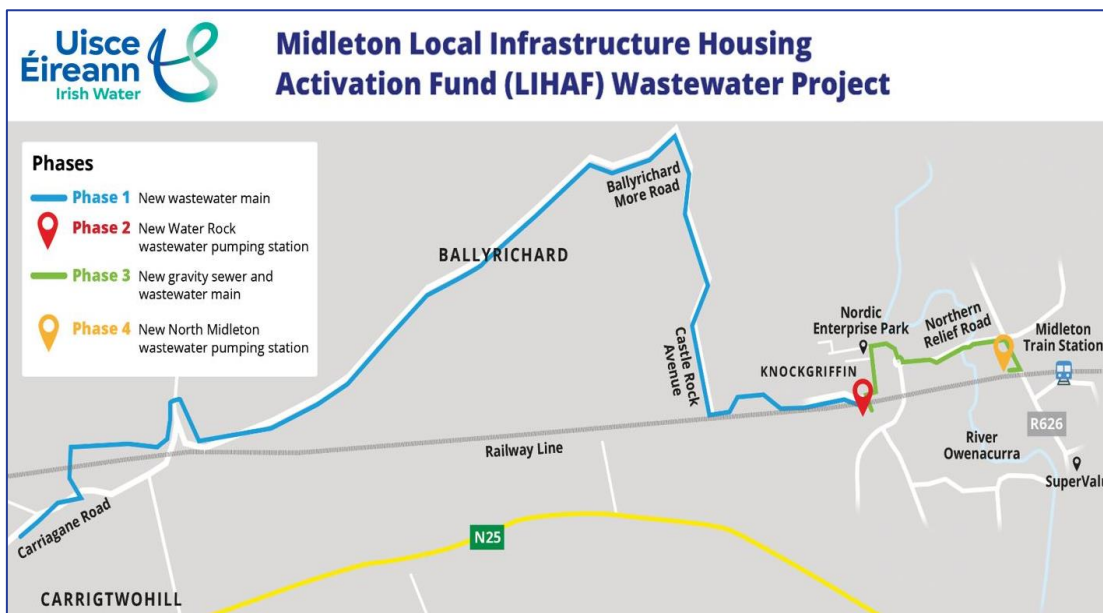 Uisce
Éireann
Irish Water
Midleton Local Infrastructure Housing
Activation Fund (LIHAF) Wastewater Project
Phases
Phase 1 New wastewater main
Phase 2 New Water Rock
wastewater pumping station
Phase 3 New gravity sewer and
wastewater main
Phase 4 New North Midleton
wastewater pumping station
Ballyrichard
More Road
BALLYRICHARD
Nordic
Enterprise Park
Northern
Relief Road
Midleton
Train Station
Castle Rock
Avenue
KNOCKGRIFFIN
R626
Railway Line
River
Owenacurra
SuperValu
Carriagane Road
N25
CARRIGTWOHILL